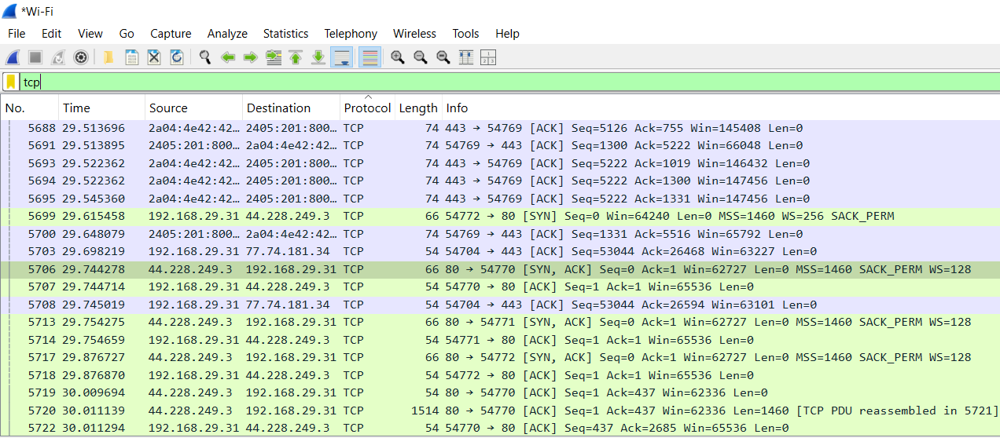 *Wi-Fi
File Edit View Go Capture Analyze Statistics Telephony Wireless Tools Help
tcp
No. Time Source Destination Protocol Length Info
5688 29.513696 2a04:4e42:42… 2405:201:800… TCP 74 443 → 54769 [ACK] Seq=5126 Ack=755 Win=145408 Len=0
5691 29.513895 2405:201:800… 2a04:4e42:42… TCP 74 54769 → 443 [ACK] Seq=1300 Ack=5222 Win=66048 Len=0
5693 29.522362 2a04:4e42:42… 2405:201:800… TCP 74 443 → 54769 [ACK] Seq=5222 Ack=1019 Win=146432 Len=0
5694 29.522362 2a04:4e42:42… 2405:201:800… TCP 74 443 → 54769 [ACK] Seq=5222 Ack=1300 Win=147456 Len=0
5695 29.545360 2a04:4e42:42… 2405:201:800… TCP 74 443 → 54769 [ACK] Seq=5222 Ack=1331 Win=147456 Len=0
5699 29.615458 192.168.29.31 44.228.249.3 TCP 66 54772 → 80 [SYN] Seq=0 Win=64240 Len=0 MSS=1460 WS=256 SACK_PERM
5700 29.648079 2405:201:800… 2a04:4e42:42… TCP 74 54769 → 443 [ACK] Seq=1331 Ack=5516 Win=65792 Len=0
5703 29.698219 192.168.29.31 77.74.181.34 TCP 54 54704 → 443 [ACK] Seq=53044 Ack=26468 Win=63227 Len=0
5706 29.744278 44.228.249.3 192.168.29.31 TCP 66 80 → 54770 [SYN, ACK] Seq=0 Ack=1 Win=62727 Len=0 MSS=1460 SACK_PERM WS=128
5707 29.744714 192.168.29.31 44.228.249.3 TCP 54 54770 → 80 [ACK] Seq=1 Ack=1 Win=65536 Len=0
5708 29.745019 192.168.29.31 77.74.181.34 TCP 54 54704 → 443 [ACK] Seq=53044 Ack=26594 Win=63101 Len=0
5713 29.754275 44.228.249.3 192.168.29.31 TCP 66 80 → 54771 [SYN, ACK] Seq=0 Ack=1 Win=62727 Len=0 MSS=1460 SACK_PERM WS=128
5714 29.754659 192.168.29.31 44.228.249.3 TCP 54 54771 → 80 [ACK] Seq=1 Ack=1 Win=65536 Len=0
5717 29.876727 44.228.249.3 192.168.29.31 TCP 66 80 → 54772 [SYN, ACK] Seq=0 Ack=1 Win=62727 Len=0 MSS=1460 SACK_PERM WS=128
5718 29.876870 192.168.29.31 44.228.249.3 TCP 54 54772 → 80 [ACK] Seq=1 Ack=1 Win=65536 Len=0
5719 30.009694 44.228.249.3 192.168.29.31 TCP 54 80 → 54770 [ACK] Seq=1 Ack=437 Win=62336 Len=0
5720 30.011139 44.228.249.3 192.168.29.31 TCP 1514 80 → 54770 [ACK] Seq=1 Ack=437 Win=62336 Len=1460 [TCP PDU reassembled in 5721]
5722 30.011294 192.168.29.31 44.228.249.3 TCP 54 54770 → 80 [ACK] Seq=437 Ack=2685 Win=65536 Len=0